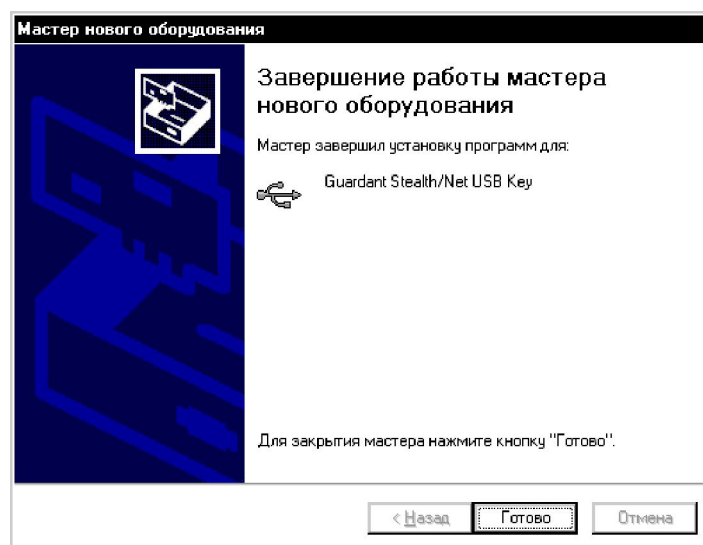 Мастер нового оборудования
Завершение работы мастера
нового оборудования
Мастер завершил установку программ для:
Guardant Stealth/Net USB Key
Для закрытия мастера нажмите кнопку "Готово".
< Назад
Готово
Отмена